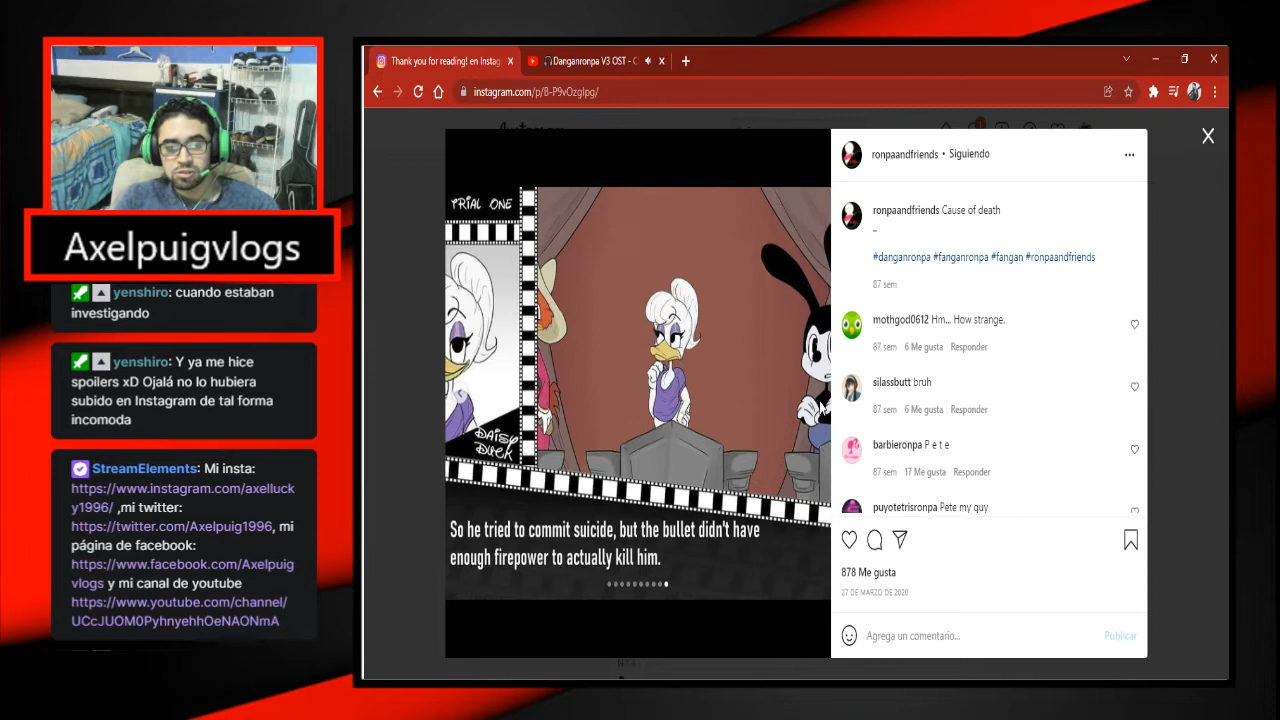 Axelpuigvlogs
yenshiro: cuando estaban
investigando
yenshiro: Y ya me hice
spoilers xD Ojalá no lo hubiera
subido en Instagram de tal forma
incomoda
StreamElements: Mi insta:
https://www.instagram.com/axelluck
y1996/ ,mi twitter:
https://twitter.com/Axelpuig1996, mi
página de facebook:
https://www.facebook.com/Axelpuig
vlogs y mi canal de youtube
https://www.youtube.com/channel/
UCcJUOM0PyhnyehhOeNAONmA
Thank you for reading! en Instag
Danganronpa V3 OST - C
instagram.com/p/B-P9vOzgIpg/
TRIAL ONE
DAISY
DUCK
So he tried to commit suicide, but the bullet didn't have
enough firepower to actually kill him.
ronpaandfriends • Siguiendo
ronpaandfriends Cause of death
–
#danganronpa #fanganronpa #fangan #ronpaandfriends
87 sem
mothgod0612 Hm... How strange.
87 sem 6 Me gusta Responder
silassbutt bruh
87 sem 6 Me gusta Responder
barbieronpa P e t e
87 sem 17 Me gusta Responder
puyotetrisronpa Pete my guy
878 Me gusta
27 DE MARZO DE 2020
Agrega un comentario...
Publicar